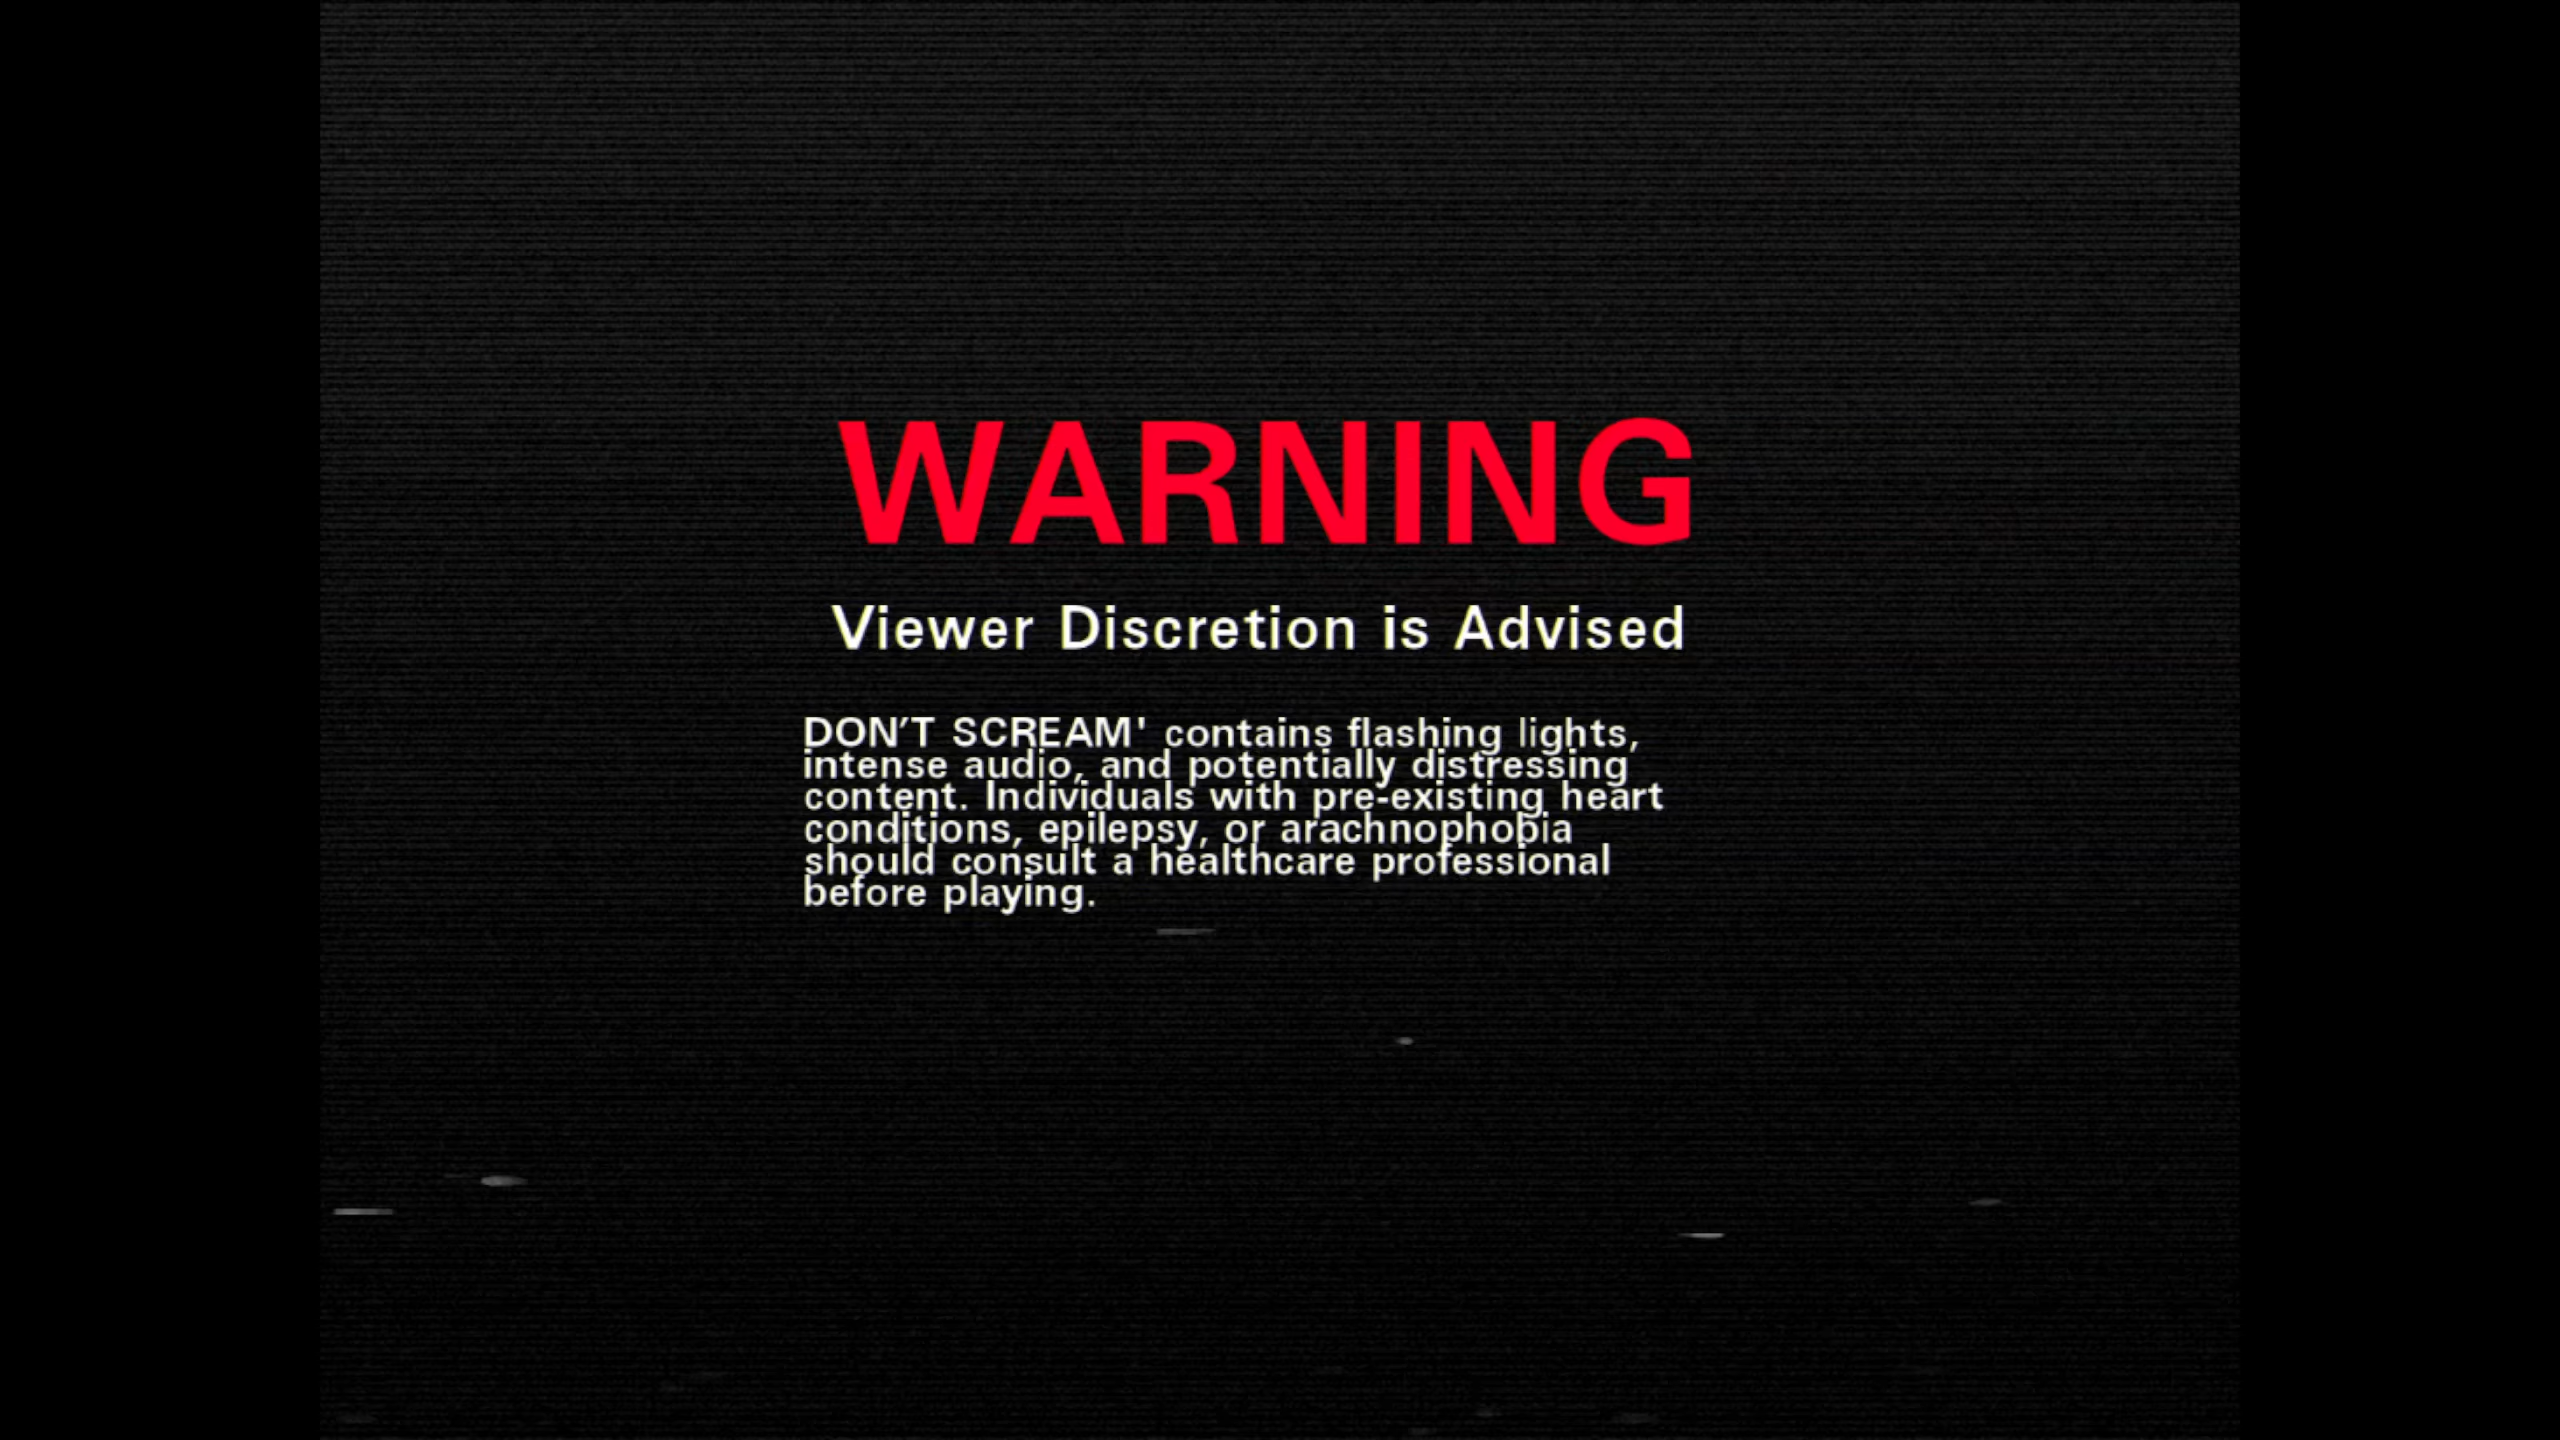 WARNING
Viewer Discretion is Advised
DON’T SCREAM' contains flashing lights,
intense audio, and potentially distressing
content. Individuals with pre-existing heart
conditions, epilepsy, or arachnophobia
should consult a healthcare professional
before playing.